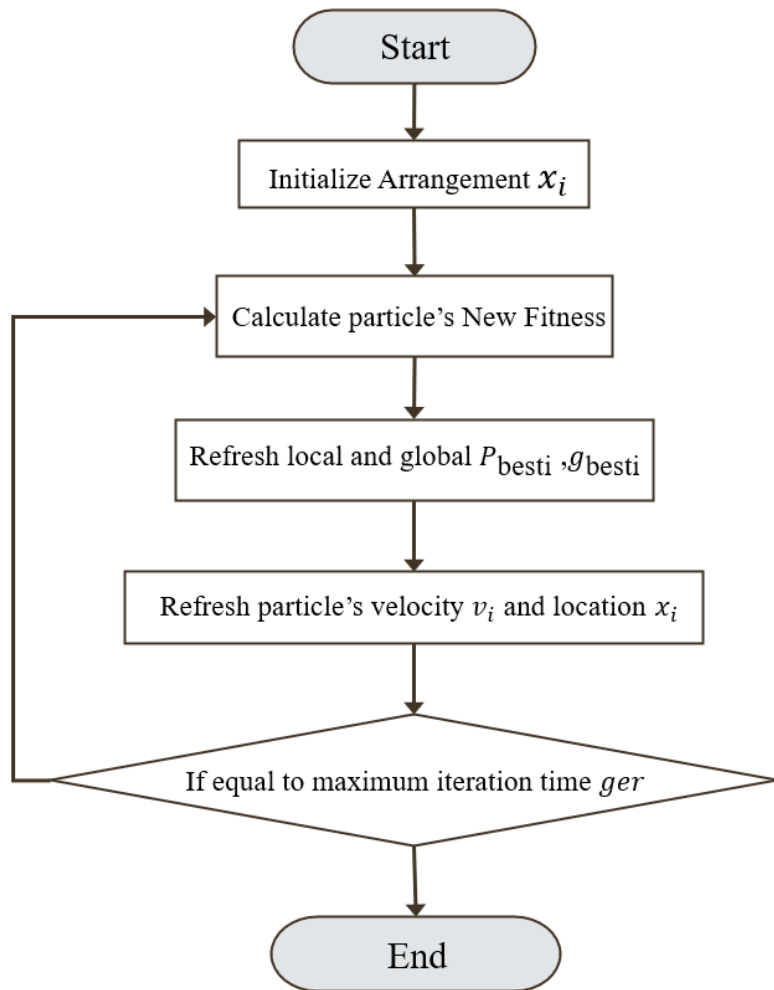 Start
Initialize Arrangement x_i
Calculate particle’s New Fitness
Refresh local and global P_besti ,g_besti
Refresh particle’s velocity v_i and location x_i
If equal to maximum iteration time ger
End